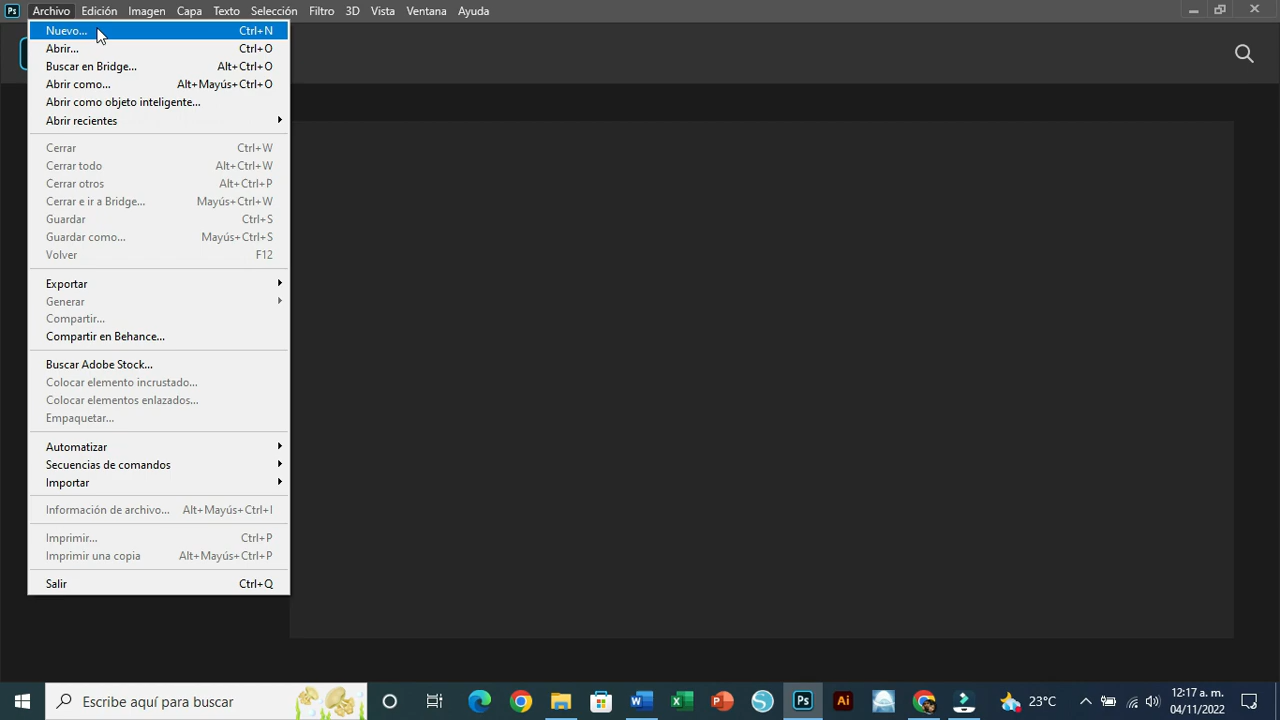 Ps Archivo Edición Imagen Capa Texto Selección Filtro 3D Vista Ventana Ayuda
Nuevo... Ctrl+N
Abrir... Ctrl+O
Buscar en Bridge... Alt+Ctrl+O
Abrir como... Alt+Mayús+Ctrl+O
Abrir como objeto inteligente...
Abrir recientes
Cerrar Ctrl+W
Cerrar todo Alt+Ctrl+W
Cerrar otros Alt+Ctrl+P
Cerrar e ir a Bridge... Mayús+Ctrl+W
Guardar Ctrl+S
Guardar como... Mayús+Ctrl+S
Volver F12
Exportar
Generar
Compartir...
Compartir en Behance...
Buscar Adobe Stock...
Colocar elemento incrustado...
Colocar elementos enlazados...
Empaquetar...
Automatizar
Secuencias de comandos
Importar
Información de archivo... Alt+Mayús+Ctrl+I
Imprimir... Ctrl+P
Imprimir una copia Alt+Mayús+Ctrl+P
Salir Ctrl+Q
Escribe aquí para buscar
Ps Ai 23°C
12:17 a. m.
04/11/2022